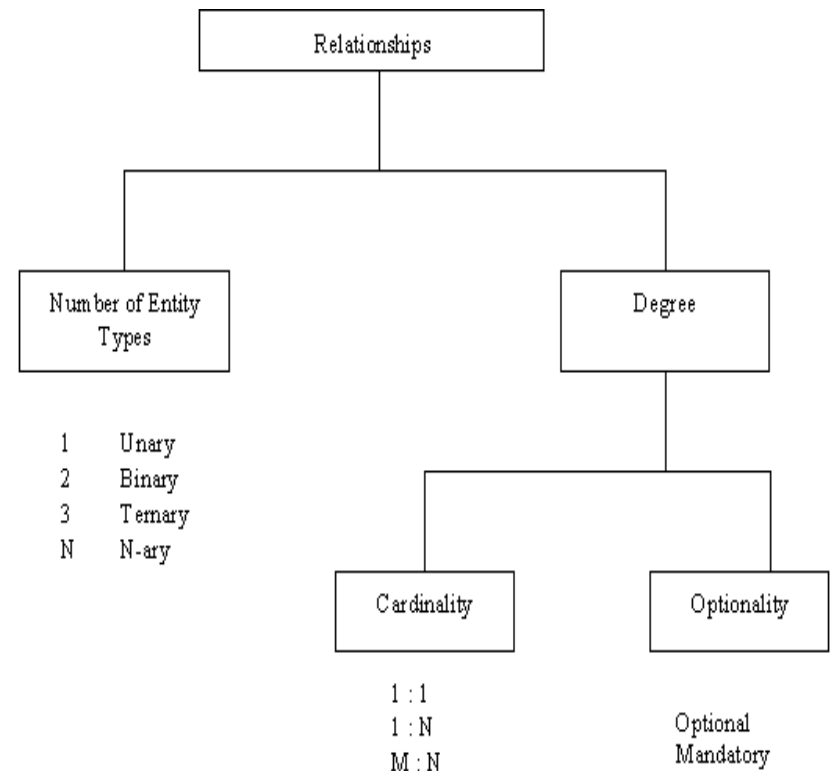 Relationships
Number of Entity
Types
Degree
1 Unary
2 Binary
3 Ternary
N N-ary
Cardinality
Optionality
1 : 1
1 : N
M : N
Optional
Mandatory